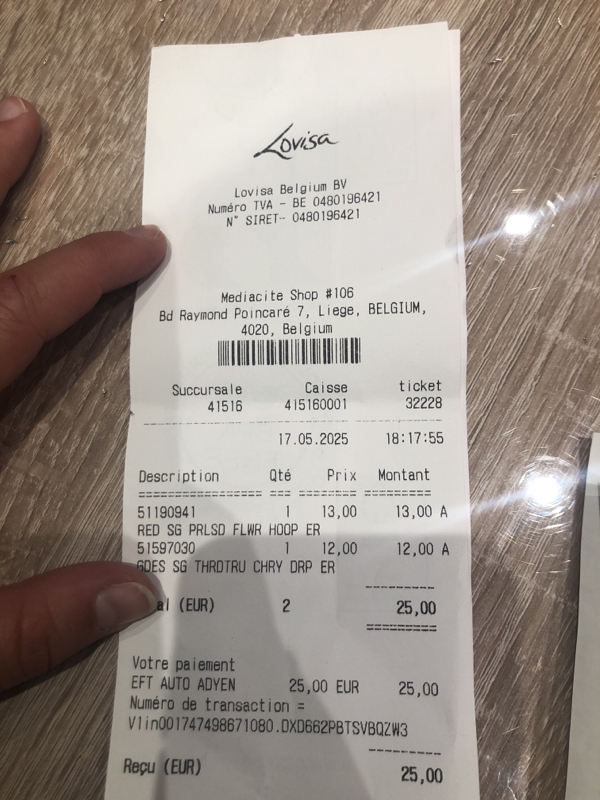 Lovisa
Lovisa Belgium BV
Numéro TVA - BE 0480196421
N° SIRET- 0480196421
Mediacite Shop #106
Bd Raymond Poincaré 7, Liege, BELGIUM,
4020, Belgium
Succursale Caisse ticket
41516 415160001 32228
17.05.2025 18:17:55
Description Qté Prix Montant
51190941 1 13,00 13,00 A
RED SG PRLSD FLWR HOOP ER
51597030 1 12,00 12,00 A
6DES SG THRDTRU CHRY DRP ER
al (EUR) 2 25,00
Votre paiement
EFT AUTO ADYEN 25,00 EUR 25,00
Numéro de transaction =
V1in001747498671080.DXD662PBTSVBQZW3
Reçu (EUR) 25,00